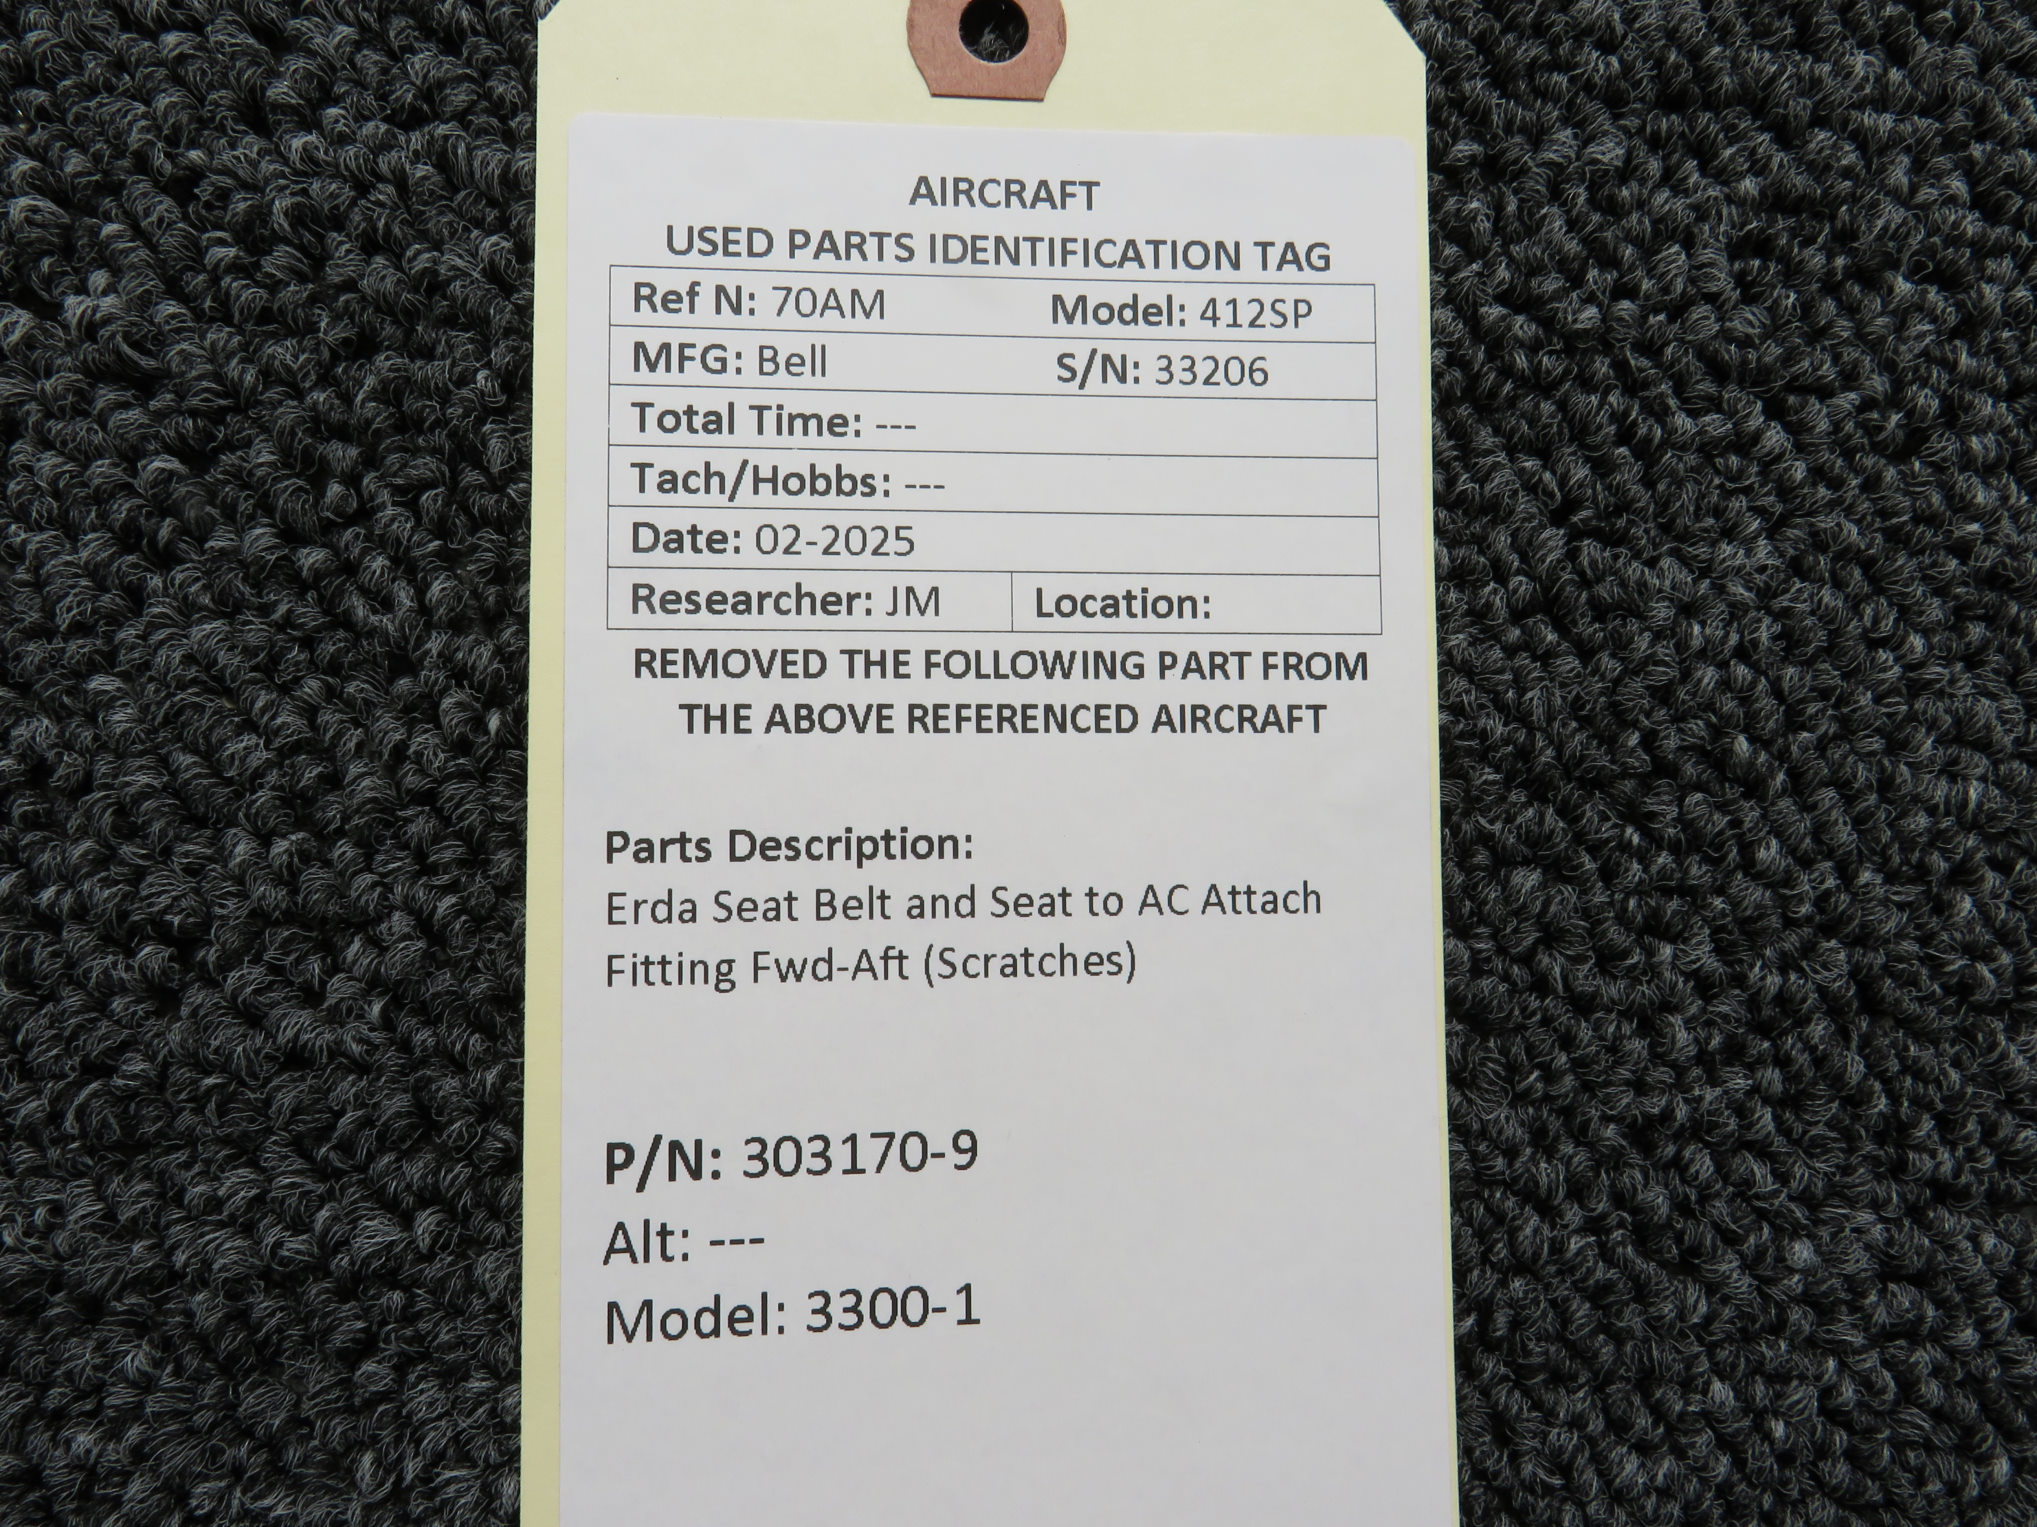 AIRCRAFT
USED PARTS IDENTIFICATION TAG
Ref N: 70AM Model: 412SP
MFG: Bell S/N: 33206
Total Time: ---
Tach/Hobbs: ---
Date: 02-2025
Researcher: JM Location:
REMOVED THE FOLLOWING PART FROM
THE ABOVE REFERENCED AIRCRAFT
Parts Description:
Erda Seat Belt and Seat to AC Attach
Fitting Fwd-Aft (Scratches)
P/N: 303170-9
Alt: ---
Model: 3300-1